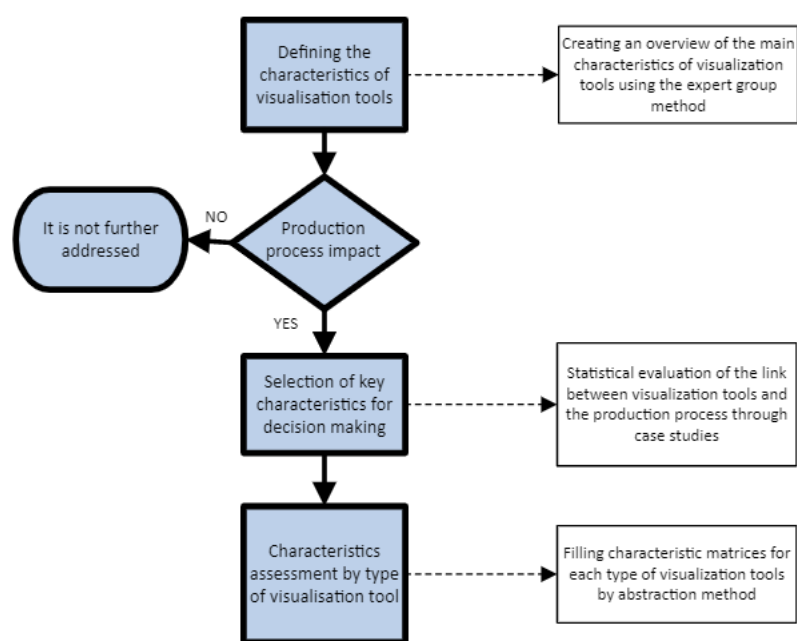 Defining the
characteristics of
visualisation tools
Creating an overview of the main
characteristics of visualization
tools using the expert group
method
Production
process impact
NO
It is not further
addressed
YES
Selection of key
characteristics for
decision making
Statistical evaluation of the link
between visualization tools and
the production process through
case studies
Characteristics
assessment by type
of visualisation tool
Filling characteristic matrices for
each type of visualization tools
by abstraction method